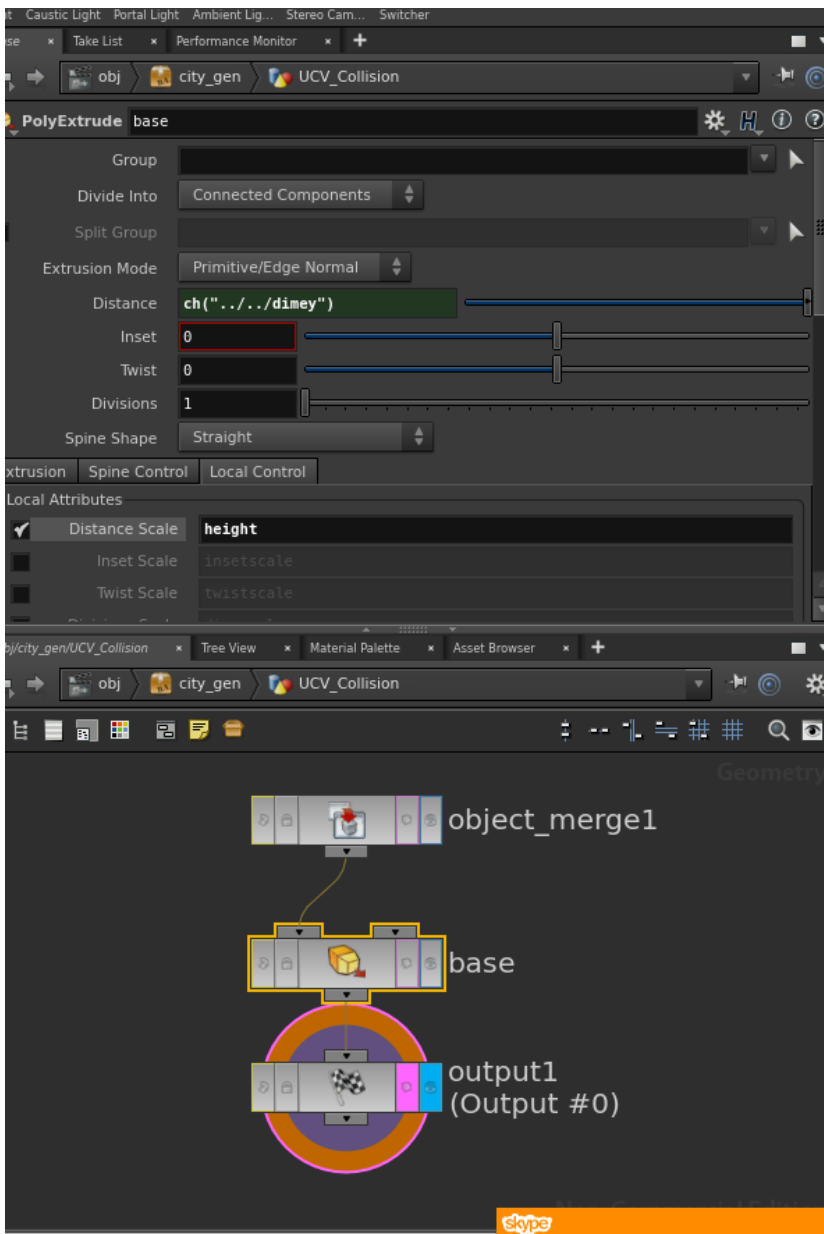 Caustic Light Portal Light Ambient Lig... Stereo Cam... Switcher
Take List Performance Monitor
obj city_gen UCV_Collision
PolyExtrude base
Group
Divide Into Connected Components
Split Group
Extrusion Mode Primitive/Edge Normal
Distance ch("../../dimey")
Inset 0
Twist 0
Divisions 1
Spine Shape Straight
xtrusion Spine Control Local Control
Local Attributes
Distance Scale height
Inset Scale insetscale
Twist Scale twistscale
bj/city_gen/UCV_Collision Tree View Material Palette Asset Browser
obj city_gen UCV_Collision
Geometry
object_merge1
base
output1
(Output #0)
skype